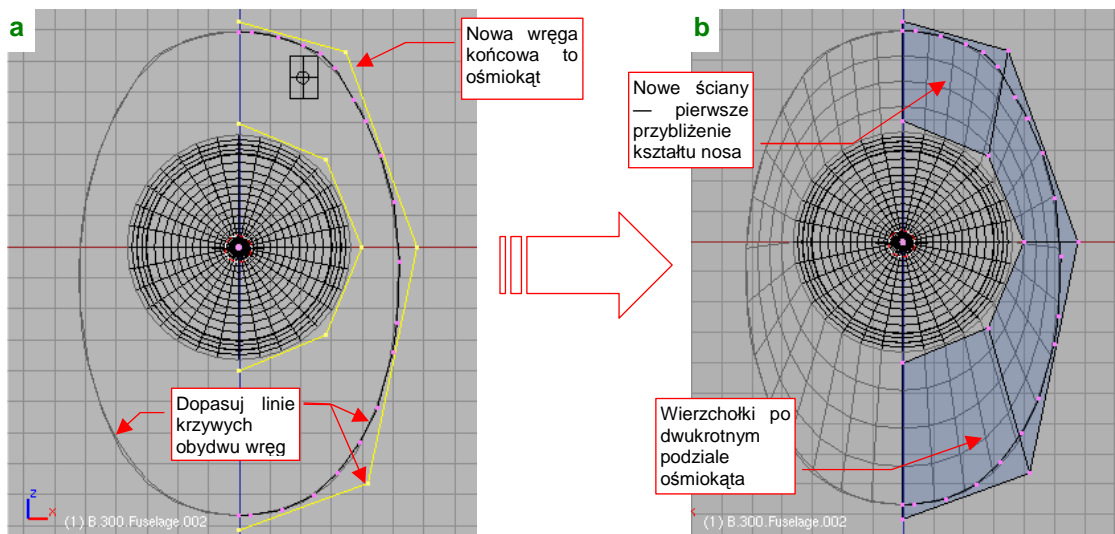 a
Nowa wręga
końcowa to
ośmiokąt
Dopasuj linie
krzywych
obydwu wręg
z
x
(1) B.300.Fuselage.002
b
Nowe ściany
— pierwsze
przybliżenie
kształtu nosa
Wierzchołki po
dwukrotnym
podziale
ośmiokąta
x
(1) B.300.Fuselage.002